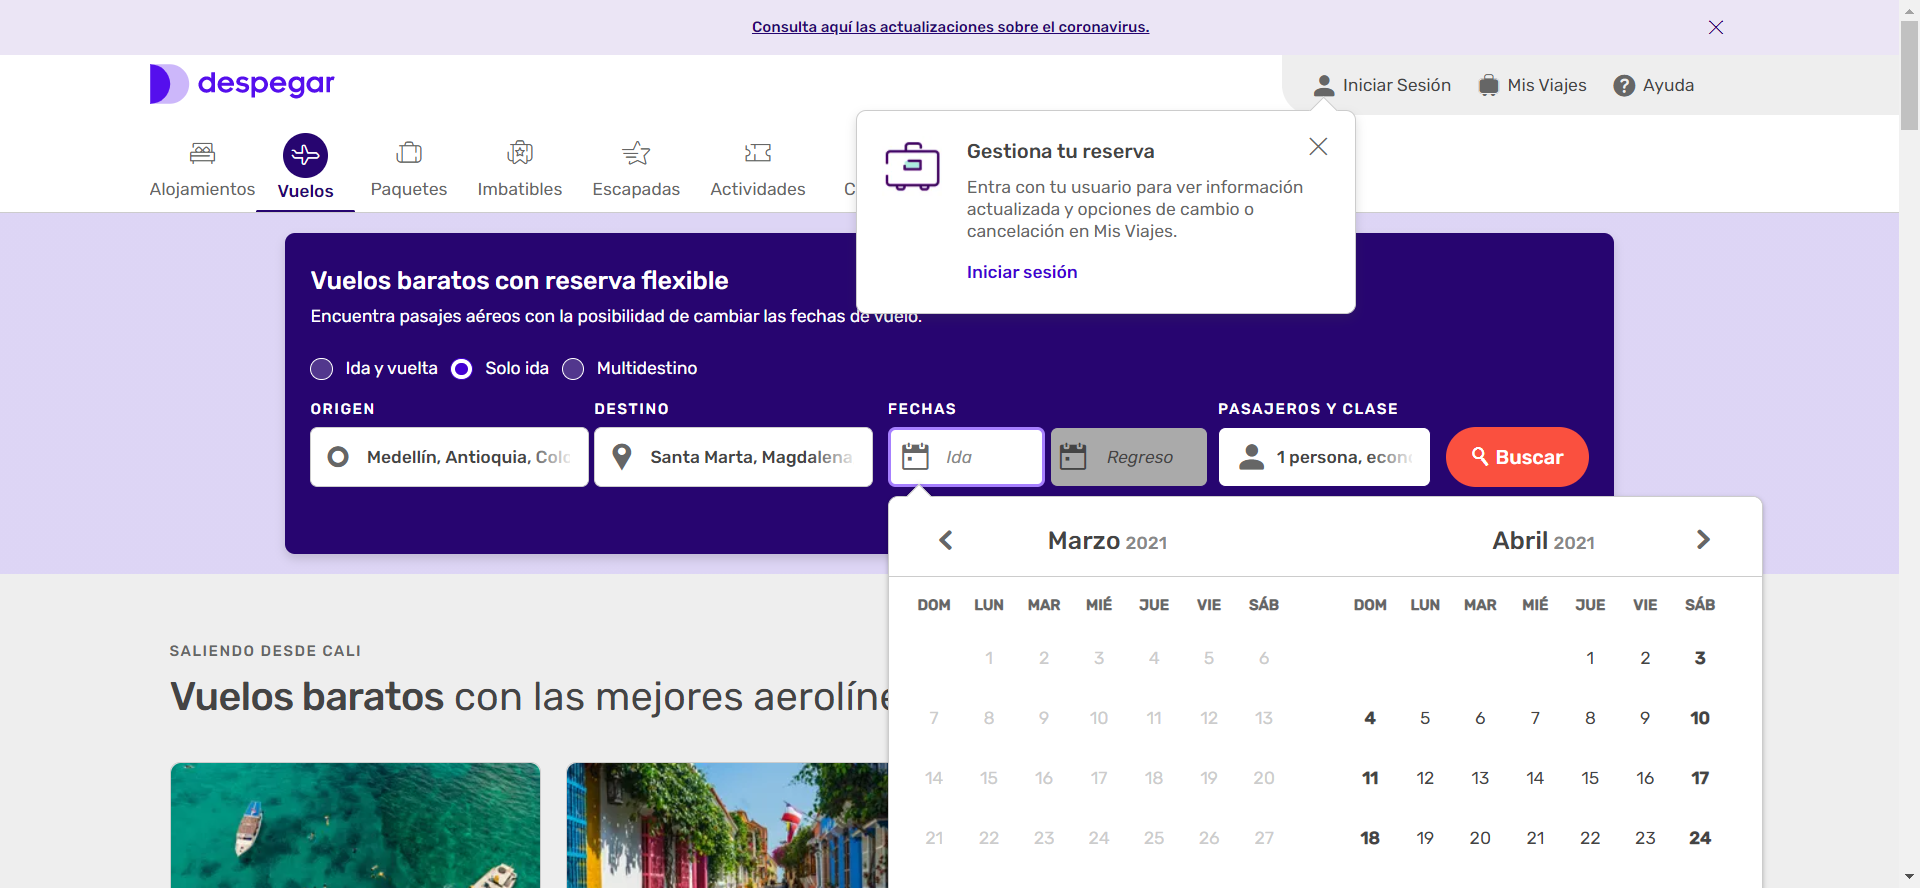 Consulta aquí las actualizaciones sobre el coronavirus.
despegar
Iniciar Sesión
Mis Viajes
Ayuda
Alojamientos
Vuelos
Paquetes
Imbatibles
Escapadas
Actividades
C
Gestiona tu reserva
Entra con tu usuario para ver información
actualizada y opciones de cambio o
cancelación en Mis Viajes.
Iniciar sesión
Vuelos baratos con reserva flexible
Encuentra pasajes aéreos con la posibilidad de cambiar las fechas de vuelo.
Ida y vuelta
Solo ida
Multidestino
ORIGEN
DESTINO
FECHAS
PASAJEROS Y CLASE
Medellín, Antioquia, Colo
Santa Marta, Magdalena
Ida
Regreso
1 persona, econ
Buscar
Marzo 2021
DOM LUN MAR MIÉ JUE VIE SÁB
1 2 3 4 5 6
7 8 9 10 11 12 13
14 15 16 17 18 19 20
21 22 23 24 25 26 27
Abril 2021
DOM LUN MAR MIÉ JUE VIE SÁB
1 2 3
4 5 6 7 8 9 10
11 12 13 14 15 16 17
18 19 20 21 22 23 24
SALIENDO DESDE CALI
Vuelos baratos con las mejores aerolíne